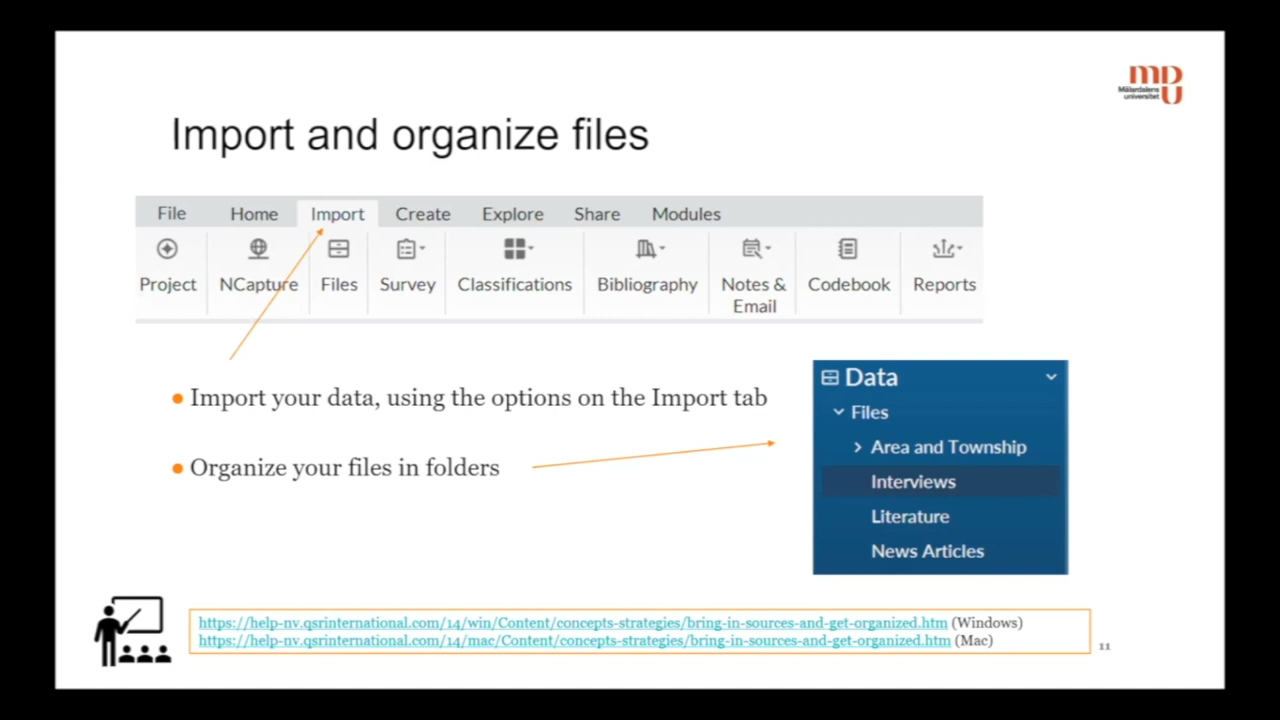 MDU
Mälardalens
universitet
Import and organize files
File Home Import Create Explore Share Modules
Project NCapture Files Survey Classifications Bibliography Notes & Codebook Reports
Email
Import your data, using the options on the Import tab
Organize your files in folders
Data
Files
Area and Township
Interviews
Literature
News Articles
https://help-nv.qsrinternational.com/14/win/Content/concepts-strategies/bring-in-sources-and-get-organized.htm (Windows)
https://help-nv.qsrinternational.com/14/mac/Content/concepts-strategies/bring-in-sources-and-get-organized.htm (Mac)
11